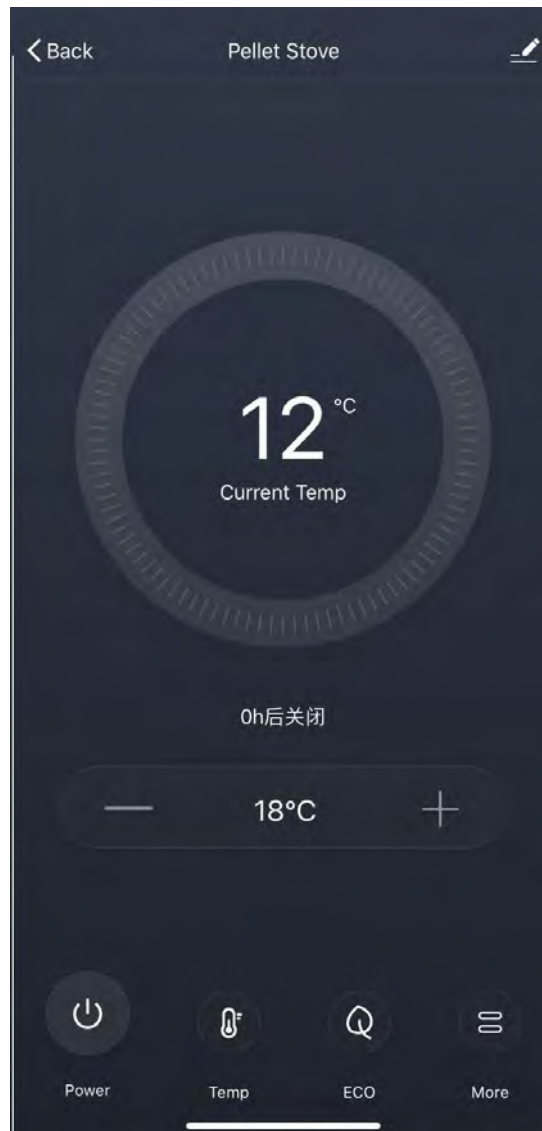 Back
Pellet Stove
12 °C
Current Temp
0h后关闭
18°C
Power
Temp
ECO
More